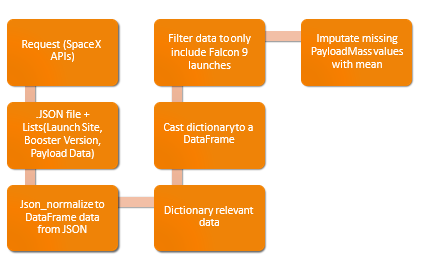 Request (SpaceX
APIs)
.JSON file +
Lists(Launch Site,
Booster Version,
Payload Data)
Json_normalize to
DataFrame data
from JSON
Dictionary relevant
data
Cast dictionary to a
DataFrame
Filter data to only
include Falcon 9
launches
Imputate missing
PayloadMass values
with mean